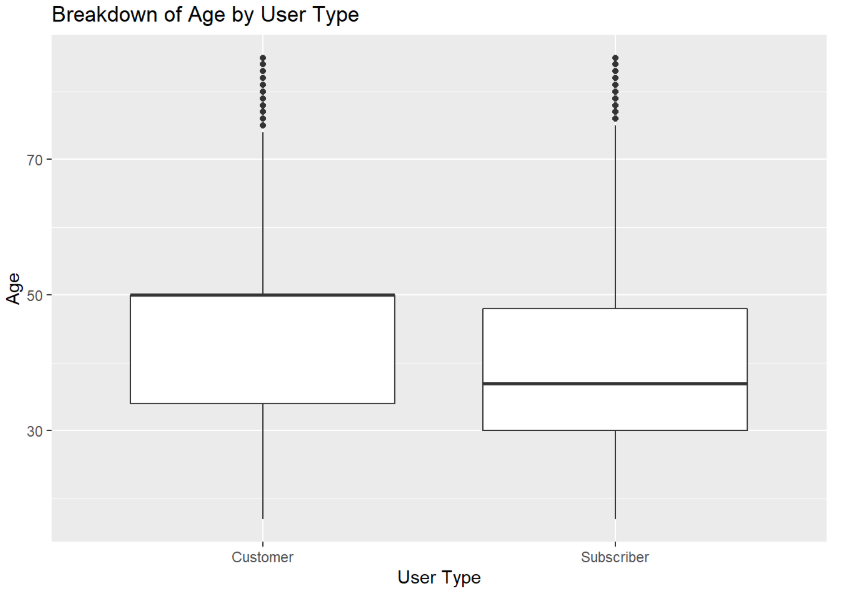 Breakdown of Age by User Type
70
50
30
Age
Customer
Subscriber
User Type